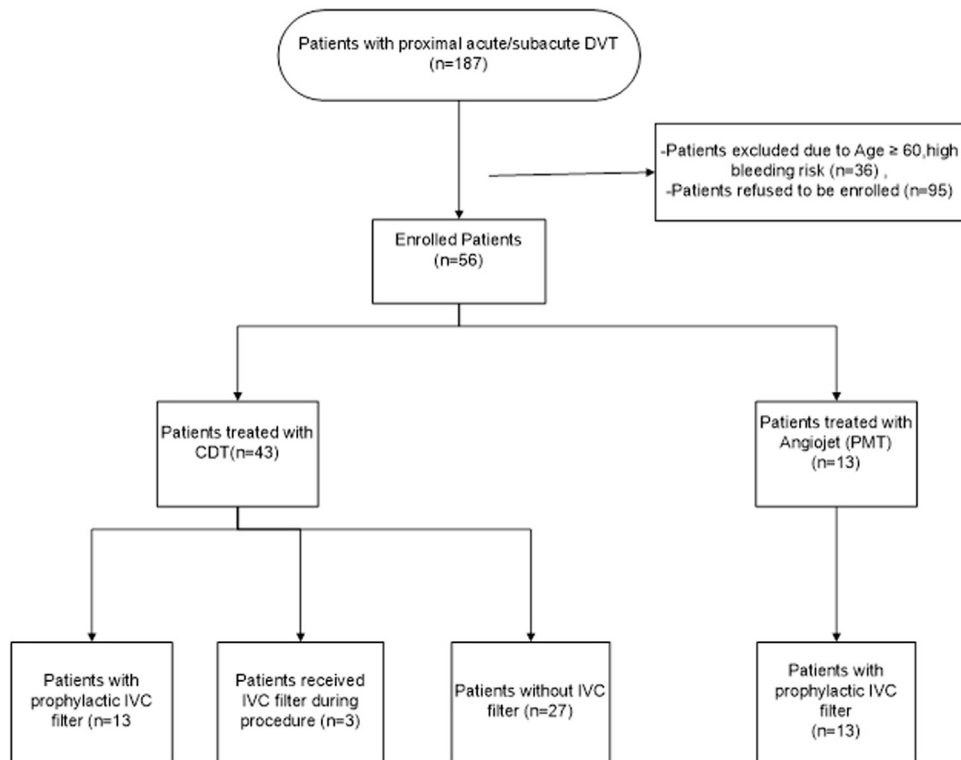 Patients with proximal acute/subacute DVT
(n=187)
-Patients excluded due to Age ≥ 60,high
bleeding risk (n=36) ,
-Patients refused to be enrolled (n=95)
Enrolled Patients
(n=56)
Patients treated with
CDT(n=43)
Patients treated with
Angiojet (PMT)
(n=13)
Patients with
prophylactic IVC
filter (n=13
Patients received
IVC filter during
procedure (n=3)
Patients without IVC
filter (n=27)
Patients with
prophylactic IVC
filter
(n=13)